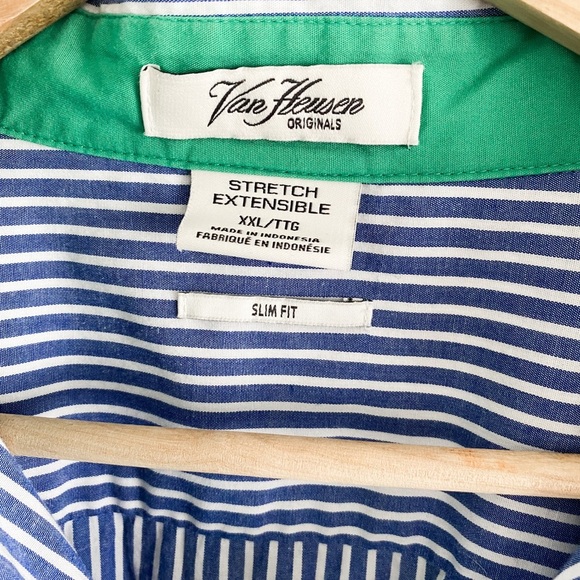 Van Heusen
ORIGINALS
STRETCH
EXTENSIBLE
XXL/TTG
MADE IN INDONESIA
FABRIQUÉ EN INDONÉSIE
SLIM FIT